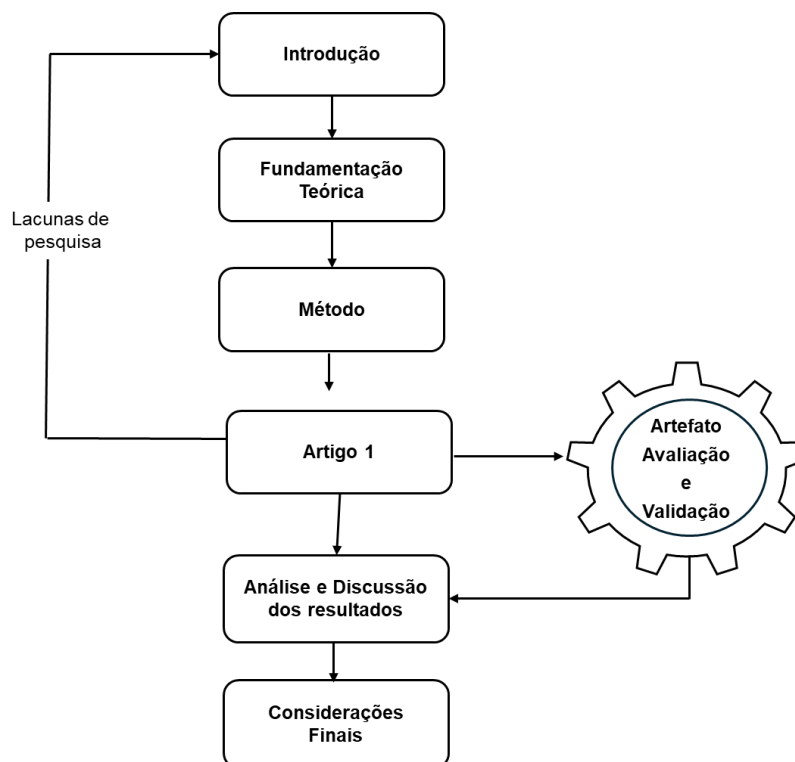 Introdução
Fundamentação
Teórica
Lacunas de
pesquisa
Método
Artigo 1
Artefato
Avaliação
e
Validação
Análise e Discussão
dos resultados
Considerações
Finais